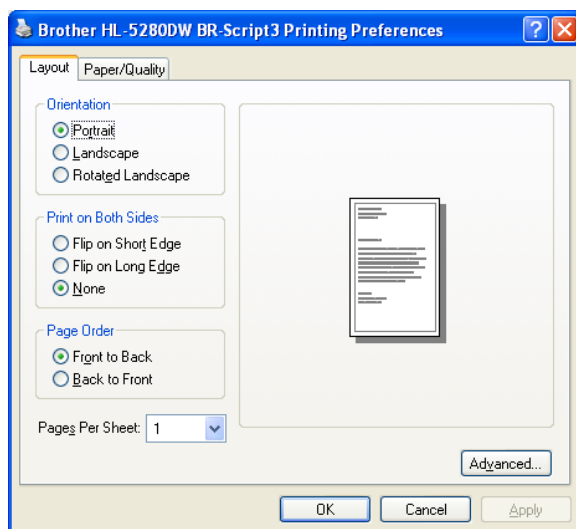 Brother HL-5280DW BR-Script3 Printing Preferences
Layout Paper/Quality
Orientation
Portrait
Landscape
Rotated Landscape
Print on Both Sides
Flip on Short Edge
Flip on Long Edge
None
Page Order
Front to Back
Back to Front
Pages Per Sheet: 1
Advanced...
OK Cancel Apply